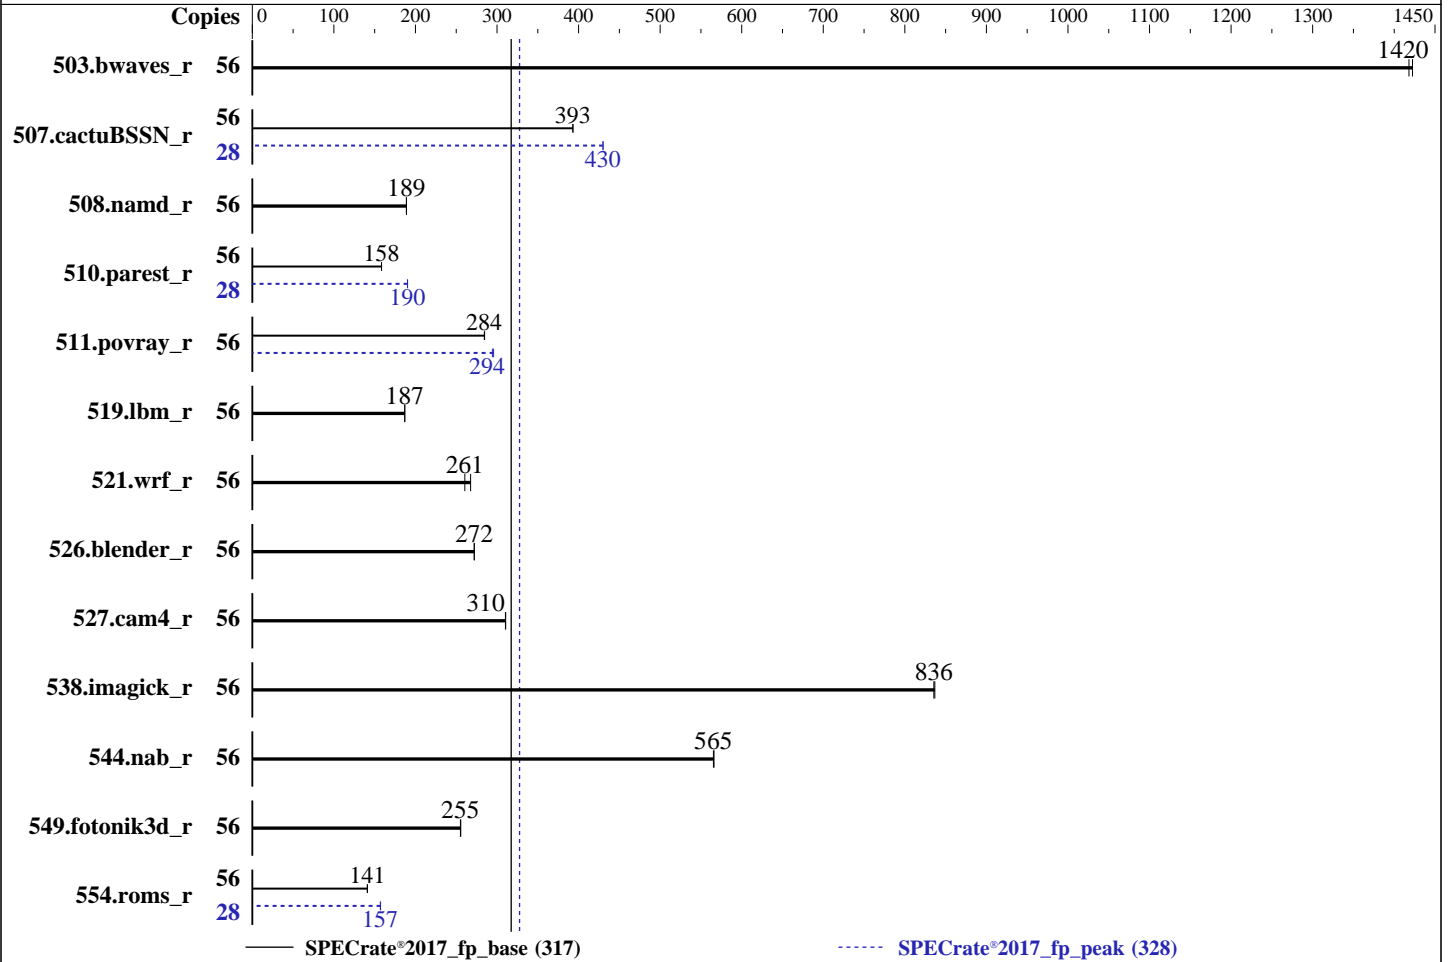 Copies 0 100 200 300 400 500 600 700 800 900 1000 1100 1200 1300 1450
503.bwaves_r 56 1420
507.cactuBSSN_r 56 393
28 430
508.namd_r 56 189
510.parest_r 56 158
28 190
511.povray_r 56 284
294
519.lbm_r 56 187
521.wrf_r 56 261
526.blender_r 56 272
527.cam4_r 56 310
538.imagick_r 56 836
544.nab_r 56 565
549.fotonik3d_r 56 255
554.roms_r 56 141
28 157
SPECrate®2017_fp_base (317) SPECrate®2017_fp_peak (328)